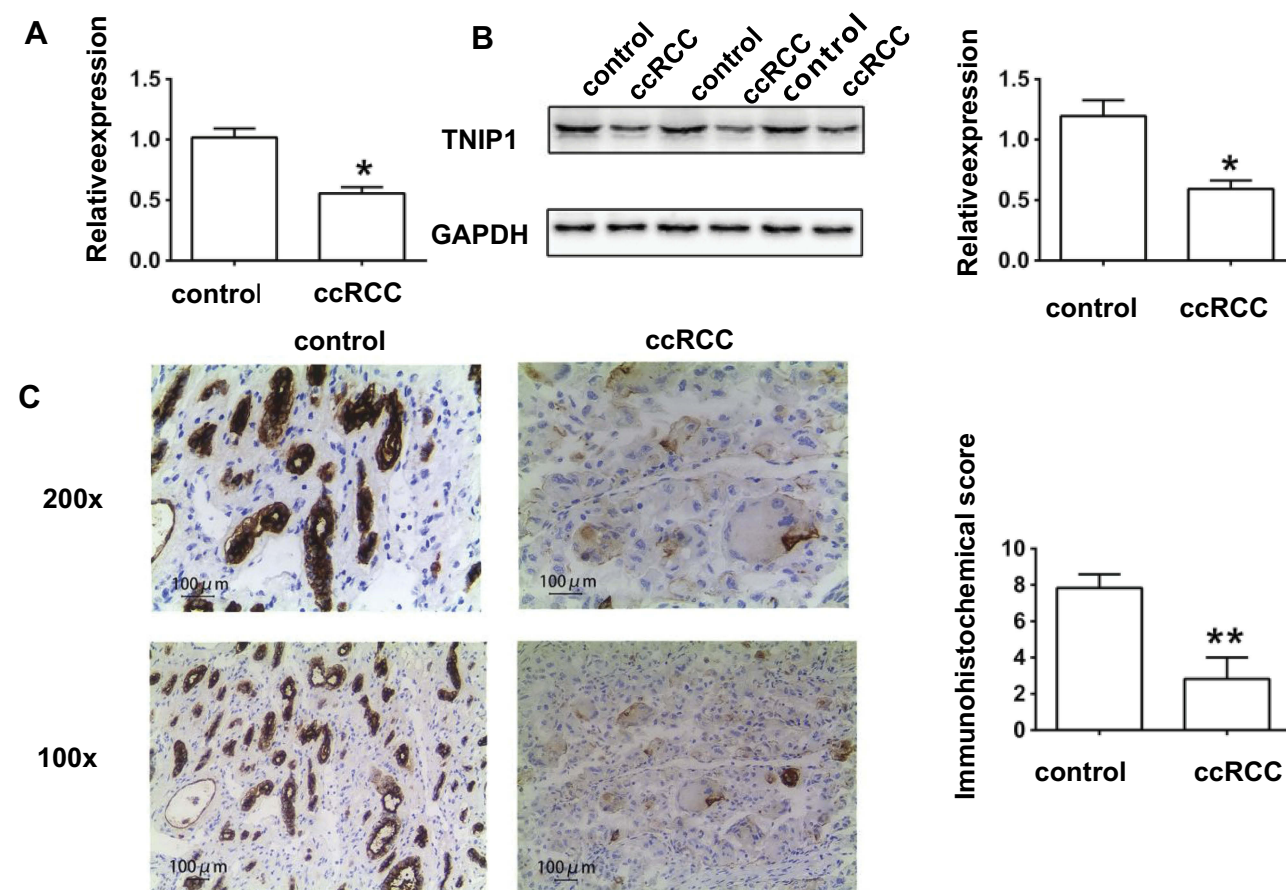 A
Relativeexpression
1.5
1.0
0.5
0.0
*
control
ccRCC
B
control
ccRCC
control
ccRCC
control
ccRCC
TNIP1
GAPDH
Relativeexpression
1.5
1.0
0.5
0.0
*
control
ccRCC
C
control
ccRCC
200x
100μm
100μm
100x
100μm
100μm
Immunohistochemical score
10
8
6
4
2
0
**
control
ccRCC